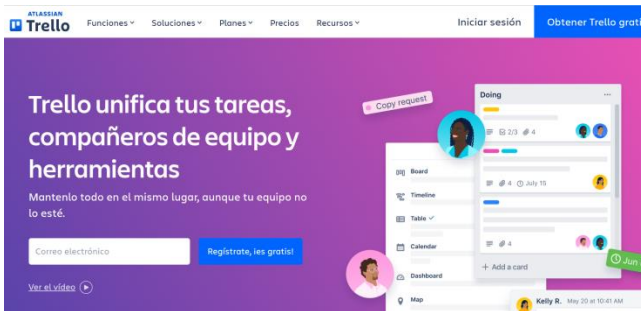 ATLASSIAN
Trello
Funciones
Soluciones
Planes
Precios
Recursos
Iniciar sesión
Obtener Trello grati
Trello unifica tus tareas,
compañeros de equipo y
herramientas
Mantenlo todo en el mismo lugar, aunque tu equipo no
lo esté.
Correo electrónico
Regístrate, ¡es gratis!
Ver el vídeo
Copy request
Board
Timeline
Table
Calendar
Dashboard
Map
Doing
2/3
4
4
July 15
4
+ Add a card
Jun
Kelly R. May 20 at 10:41 AM